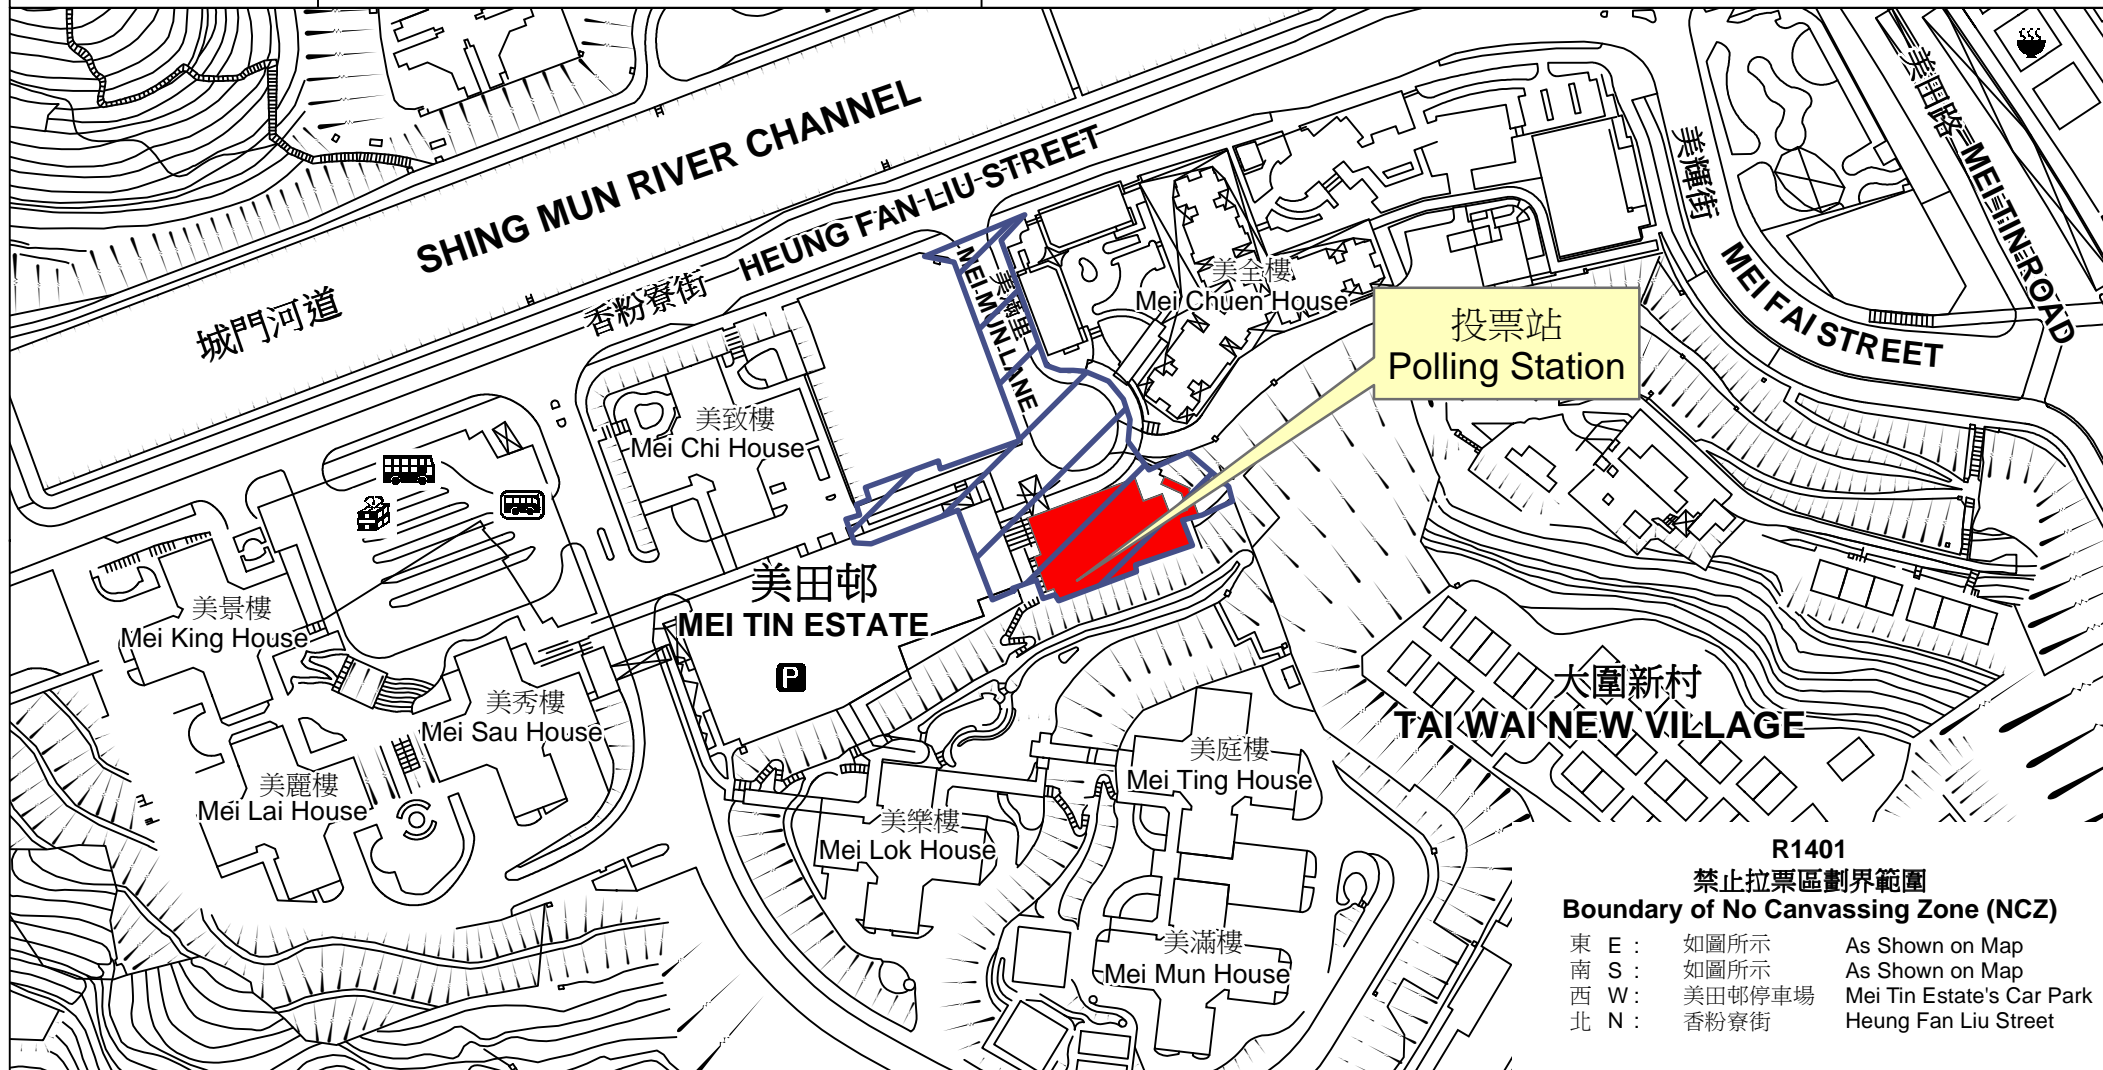 SHING MUN RIVER CHANNEL
城門河道
香粉寮街 HEUNG FAN LIU STREET
美田路 MEI TIN ROAD
美輝街
MEI FAI STREET
美滿里
MEI MUN LANE
美全樓
Mei Chuen House
投票站
Polling Station
美致樓
Mei Chi House
美田邨
MEI TIN ESTATE
P
美景樓
Mei King House
美秀樓
Mei Sau House
美麗樓
Mei Lai House
美樂樓
Mei Lok House
美庭樓
Mei Ting House
美滿樓
Mei Mun House
大圍新村
TAI WAI NEW VILLAGE
R1401
禁止拉票區劃界範圍
Boundary of No Canvassing Zone (NCZ)
東 E : 如圖所示 As Shown on Map
南 S : 如圖所示 As Shown on Map
西 W : 美田邨停車場 Mei Tin Estate's Car Park
北 N : 香粉寮街 Heung Fan Liu Street